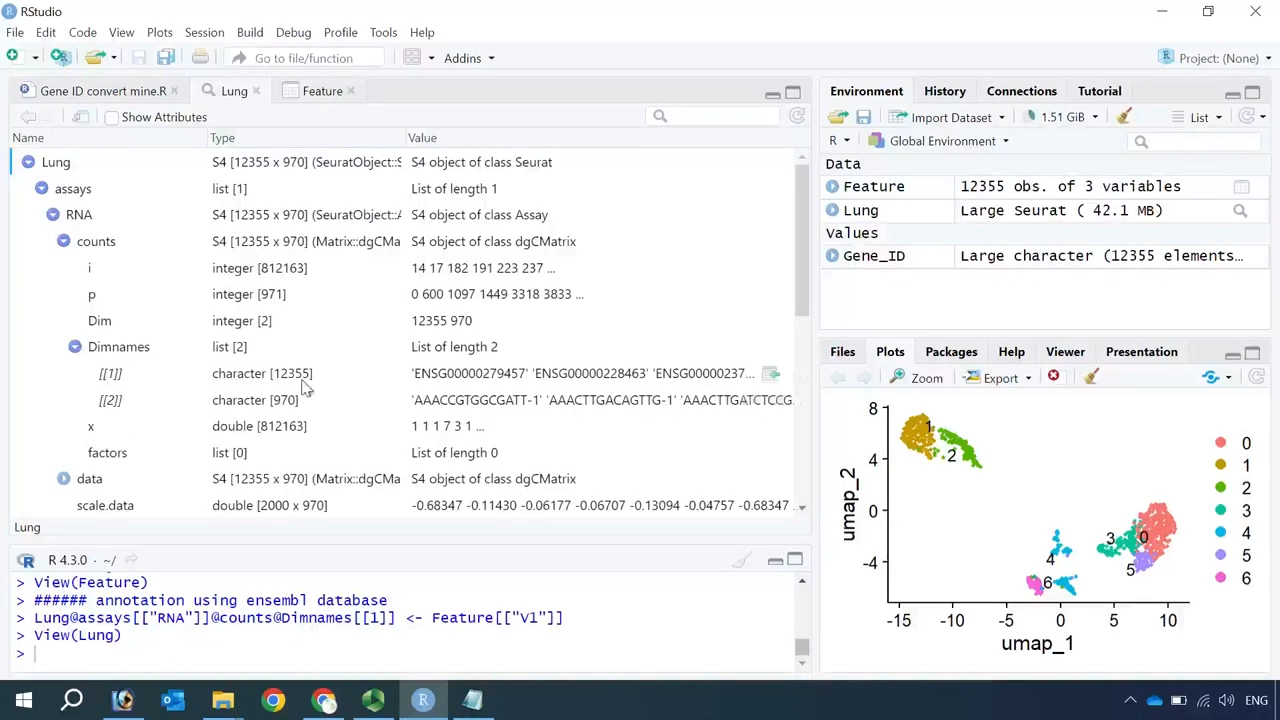 RStudio
File Edit Code View Plots Session Build Debug Profile Tools Help
Go to file/function Addins Project: (None)
Gene ID convert mine.R Lung Feature
Show Attributes
Name Type Value
Lung S4 [12355 x 970] (SeuratObject::S S4 object of class Seurat
assays list [1] List of length 1
RNA S4 [12355 x 970] (SeuratObject::A S4 object of class Assay
counts S4 [12355 x 970] (Matrix::dgCMa S4 object of class dgCMatrix
i integer [812163] 14 17 182 191 223 237 ...
p integer [971] 0 600 1097 1449 3318 3833 ...
Dim integer [2] 12355 970
Dimnames list [2] List of length 2
[[1]] character [12355] 'ENSG00000279457' 'ENSG00000228463' 'ENSG00000237...
[[2]] character [970] 'AAACCGTGGCGATT-1' 'AAACTTGACAGTTG-1' 'AAACTTGATCTCCG...
x double [812163] 1 1 1 7 3 1 ...
factors list [0] List of length 0
data S4 [12355 x 970] (Matrix::dgCMa S4 object of class dgCMatrix
scale.data double [2000 x 970] -0.68347 -0.11430 -0.06177 -0.06707 -0.13094 -0.04757 -0.68347 ...
Lung
R 4.3.0 · ~/
> View(Feature)
> ###### annotation using ensembl database
> Lung@assays[["RNA"]]@counts@Dimnames[[1]] <- Feature[["V1"]]
> View(Lung)
>
Environment History Connections Tutorial
Import Dataset 1.51 GiB List
R Global Environment
Data
Feature 12355 obs. of 3 variables
Lung Large Seurat ( 42.1 MB)
Values
Gene_ID Large character (12355 elements…
Files Plots Packages Help Viewer Presentation
Zoom Export
8
4
0
-4
umap_2
-15 -10 -5 0 5 10
umap_1
1
2
3
0
4
5
6
0
1
2
3
4
5
6
R
ENG